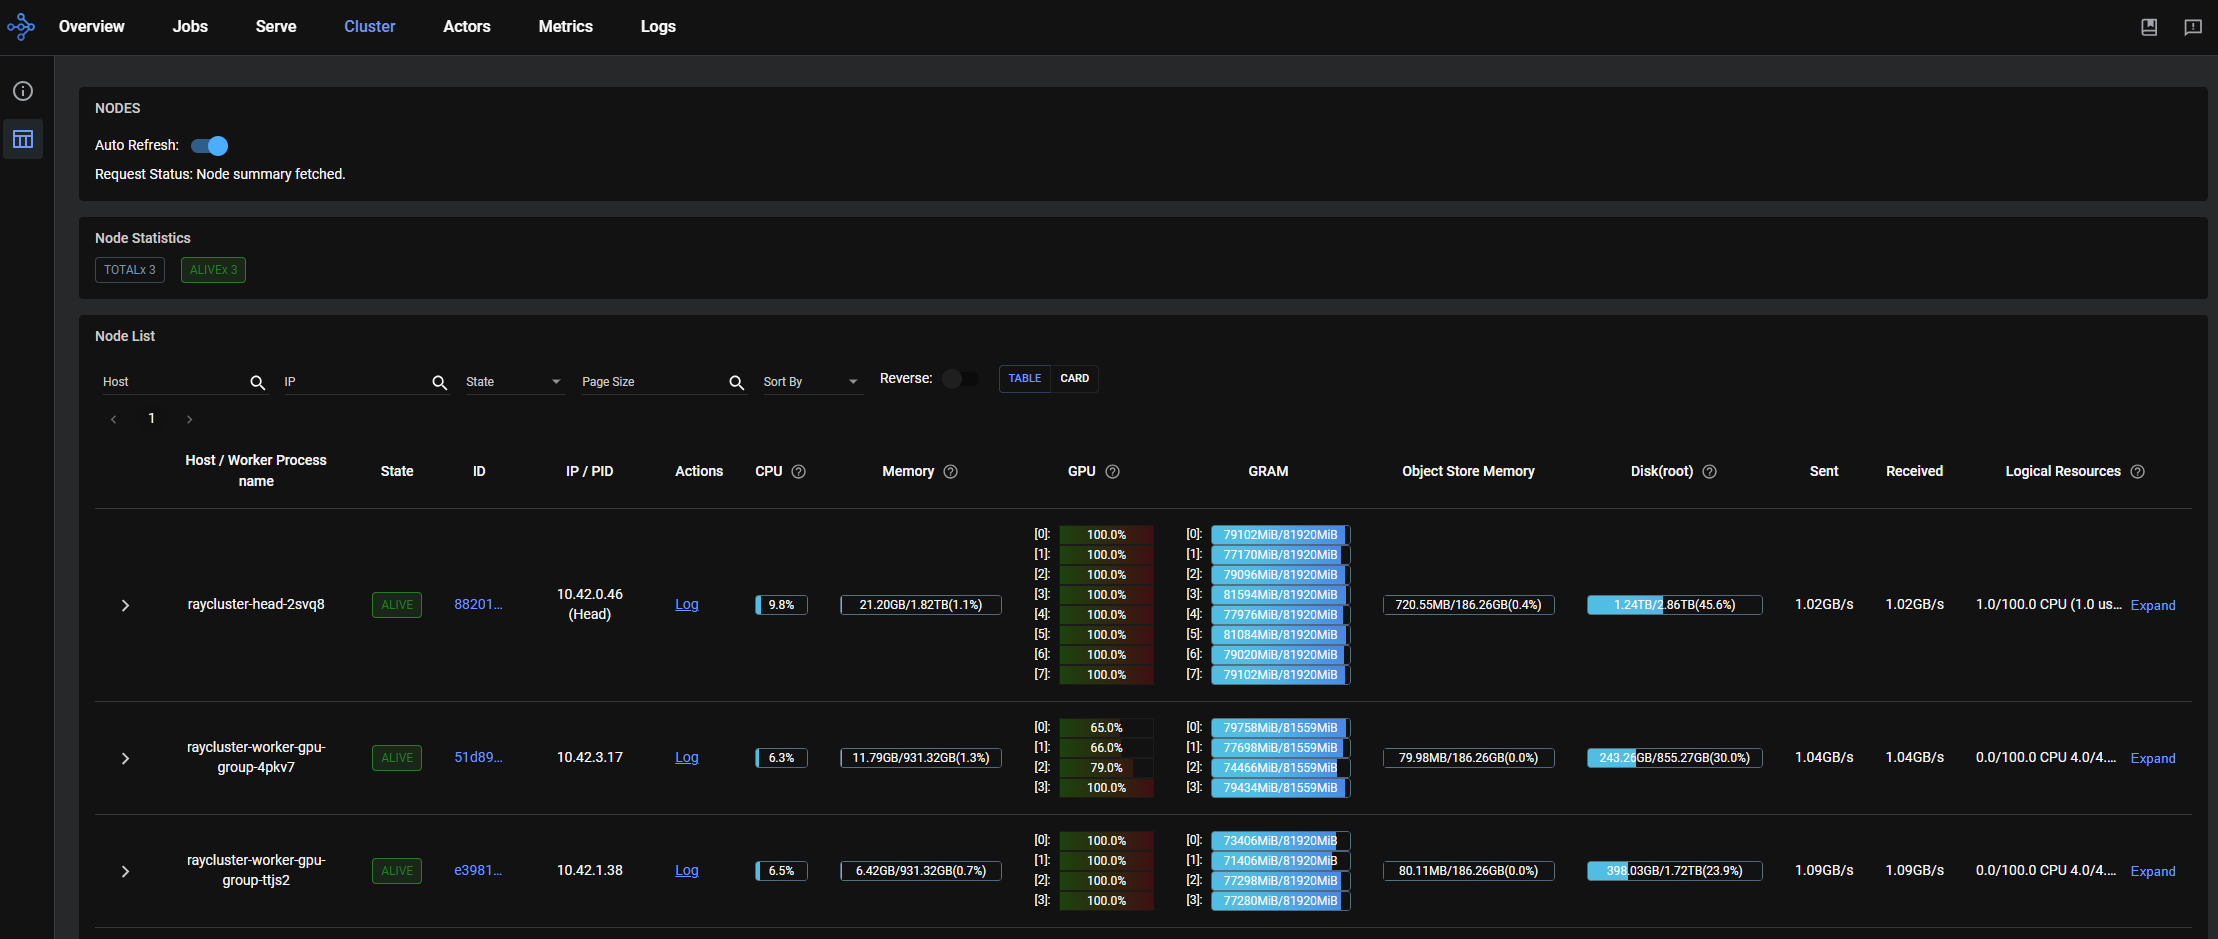 Overview Jobs Serve Cluster Actors Metrics Logs
NODES
Auto Refresh:
Request Status: Node summary fetched.
Node Statistics
TOTALx 3 ALIVEx 3
Node List
Host IP State Page Size Sort By Reverse: TABLE CARD
1
Host / Worker Process name State ID IP / PID Actions CPU Memory GPU GRAM Object Store Memory Disk(root) Sent Received Logical Resources
raycluster-head-2svq8 ALIVE 88201... 10.42.0.46 (Head) Log 9.8% 21.20GB/1.82TB(1.1%)
[0]: 100.0% [0]: 79102MiB/81920MiB
[1]: 100.0% [1]: 77170MiB/81920MiB
[2]: 100.0% [2]: 79096MiB/81920MiB
[3]: 100.0% [3]: 81594MiB/81920MiB
[4]: 100.0% [4]: 77976MiB/81920MiB
[5]: 100.0% [5]: 81084MiB/81920MiB
[6]: 100.0% [6]: 79020MiB/81920MiB
[7]: 100.0% [7]: 79102MiB/81920MiB
720.55MB/186.26GB(0.4%) 1.24TB/2.86TB(45.6%) 1.02GB/s 1.02GB/s 1.0/100.0 CPU (1.0 us... Expand
raycluster-worker-gpu-group-4pkv7 ALIVE 51d89... 10.42.3.17 Log 6.3% 11.79GB/931.32GB(1.3%)
[0]: 65.0% [0]: 79758MiB/81559MiB
[1]: 66.0% [1]: 77698MiB/81559MiB
[2]: 79.0% [2]: 74466MiB/81559MiB
[3]: 100.0% [3]: 79434MiB/81559MiB
79.98MB/186.26GB(0.0%) 243.26GB/855.27GB(30.0%) 1.04GB/s 1.04GB/s 0.0/100.0 CPU 4.0/4.... Expand
raycluster-worker-gpu-group-ttjs2 ALIVE e3981... 10.42.1.38 Log 6.5% 6.42GB/931.32GB(0.7%)
[0]: 100.0% [0]: 73406MiB/81920MiB
[1]: 100.0% [1]: 71406MiB/81920MiB
[2]: 100.0% [2]: 77298MiB/81920MiB
[3]: 100.0% [3]: 77280MiB/81920MiB
80.11MB/186.26GB(0.0%) 398.03GB/1.72TB(23.9%) 1.09GB/s 1.09GB/s 0.0/100.0 CPU 4.0/4.... Expand